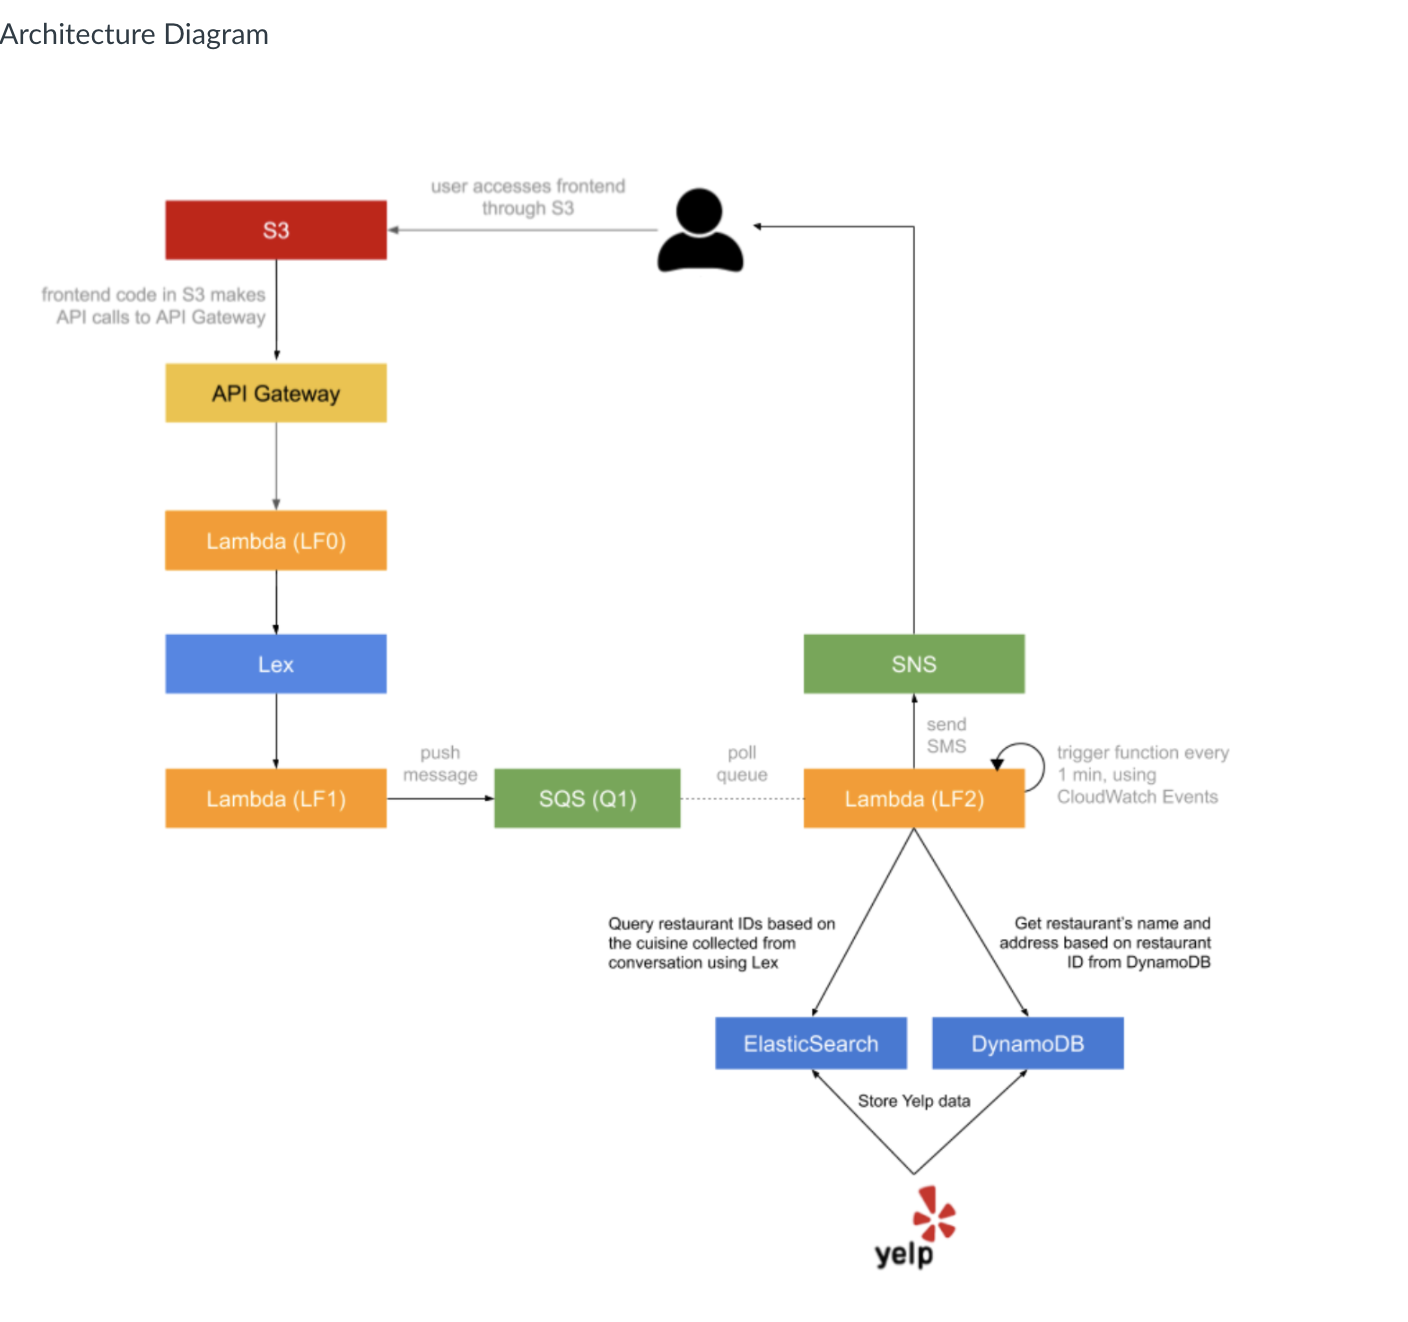 Architecture Diagram
user accesses frontend
through S3
S3
frontend code in S3 makes
API calls to API Gateway
API Gateway
Lambda (LF0)
Lex
SNS
send
SMS
push
message
poll
queue
trigger function every
1 min, using
CloudWatch Events
Lambda (LF1)
SQS (Q1)
Lambda (LF2)
Query restaurant IDs based on
the cuisine collected from
conversation using Lex
Get restaurant's name and
address based on restaurant
ID from DynamoDB
ElasticSearch
DynamoDB
Store Yelp data
yelp